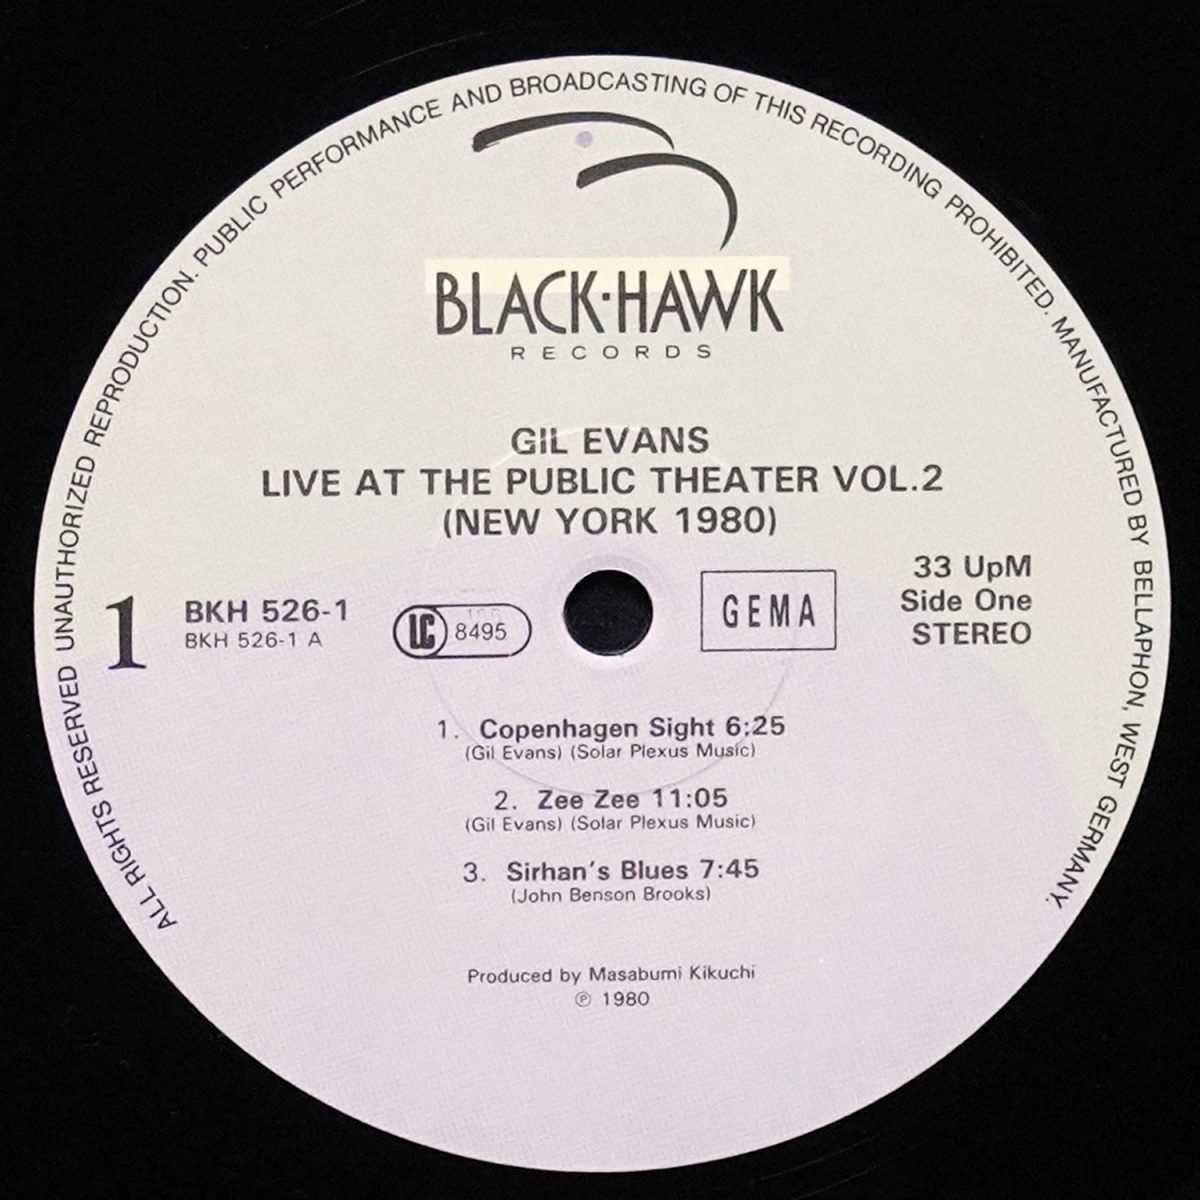 ALL RIGHTS RESERVED UNAUTHORIZED REPRODUCTION. PUBLIC PERFORMANCE AND BROADCASTING OF THIS RECORDING PROHIBITED. MANUFACTURED BY BELLAPHON, WEST GERMANY.
BLACK·HAWK
RECORDS
GIL EVANS
LIVE AT THE PUBLIC THEATER VOL.2
(NEW YORK 1980)
1
BKH 526-1
BKH 526-1 A
LC 8495
GEMA
33 UpM
Side One
STEREO
1. Copenhagen Sight 6:25
(Gil Evans) (Solar Plexus Music)
2. Zee Zee 11:05
(Gil Evans) (Solar Plexus Music)
3. Sirhan's Blues 7:45
(John Benson Brooks)
Produced by Masabumi Kikuchi
℗ 1980